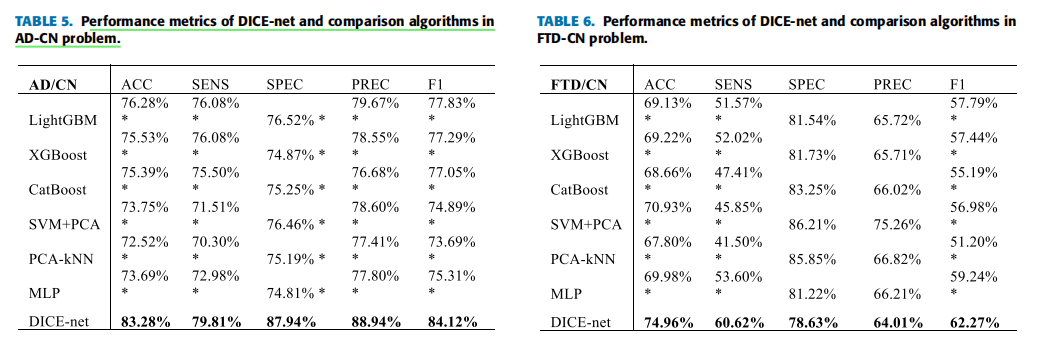 TABLE 5. Performance metrics of DICE-net and comparison algorithms in
AD-CN problem.
AD/CN ACC SENS SPEC PREC F1
76.28% 76.08% 79.67% 77.83%
LightGBM * * 76.52% * * *
75.53% 76.08% 78.55% 77.29%
XGBoost * * 74.87% * * *
75.39% 75.50% 76.68% 77.05%
CatBoost * * 75.25% * * *
73.75% 71.51% 78.60% 74.89%
SVM+PCA * * 76.46% * * *
72.52% 70.30% 77.41% 73.69%
PCA-kNN * * 75.19% * * *
73.69% 72.98% 77.80% 75.31%
MLP * * 74.81% * * *
DICE-net 83.28% 79.81% 87.94% 88.94% 84.12%
TABLE 6. Performance metrics of DICE-net and comparison algorithms in
FTD-CN problem.
FTD/CN ACC SENS SPEC PREC F1
69.13% 51.57% 57.79%
LightGBM * * 81.54% 65.72% *
69.22% 52.02% 57.44%
XGBoost * * 81.73% 65.71% *
68.66% 47.41% 55.19%
CatBoost * * 83.25% 66.02% *
70.93% 45.85% 56.98%
SVM+PCA * * 86.21% 75.26% *
67.80% 41.50% 51.20%
PCA-kNN * * 85.85% 66.82% *
69.98% 53.60% 59.24%
MLP * * 81.22% 66.21% *
DICE-net 74.96% 60.62% 78.63% 64.01% 62.27%